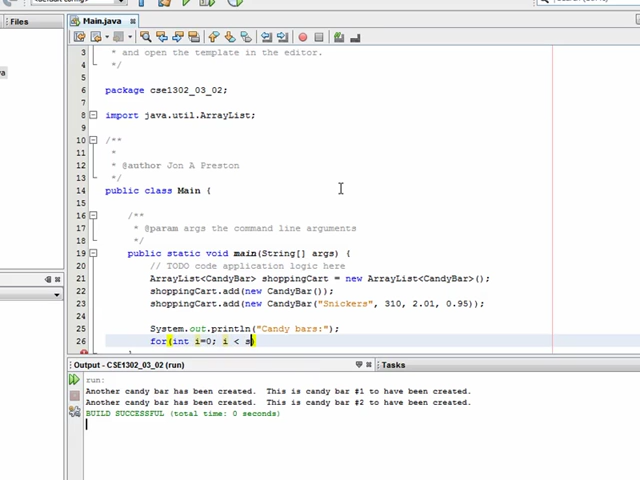 Files
Main.java
3 * and open the template in the editor.
4 */
5
6 package cse1302_03_02;
7
8 import java.util.ArrayList;
9
10 /**
11 *
12 * @author Jon A Preston
13 */
14 public class Main {
15
16 /**
17 * @param args the command line arguments
18 */
19 public static void main(String[] args) {
20 // TODO code application logic here
21 ArrayList<CandyBar> shoppingCart = new ArrayList<CandyBar>();
22 shoppingCart.add(new CandyBar());
23 shoppingCart.add(new CandyBar("Snickers", 310, 2.01, 0.95));
24
25 System.out.println("Candy bars:");
26 for(int i=0; i < s)
Output - CSE1302_03_02 (run)
Tasks
run:
Another candy bar has been created.  This is candy bar #1 to have been created.
Another candy bar has been created.  This is candy bar #2 to have been created.
BUILD SUCCESSFUL (total time: 0 seconds)